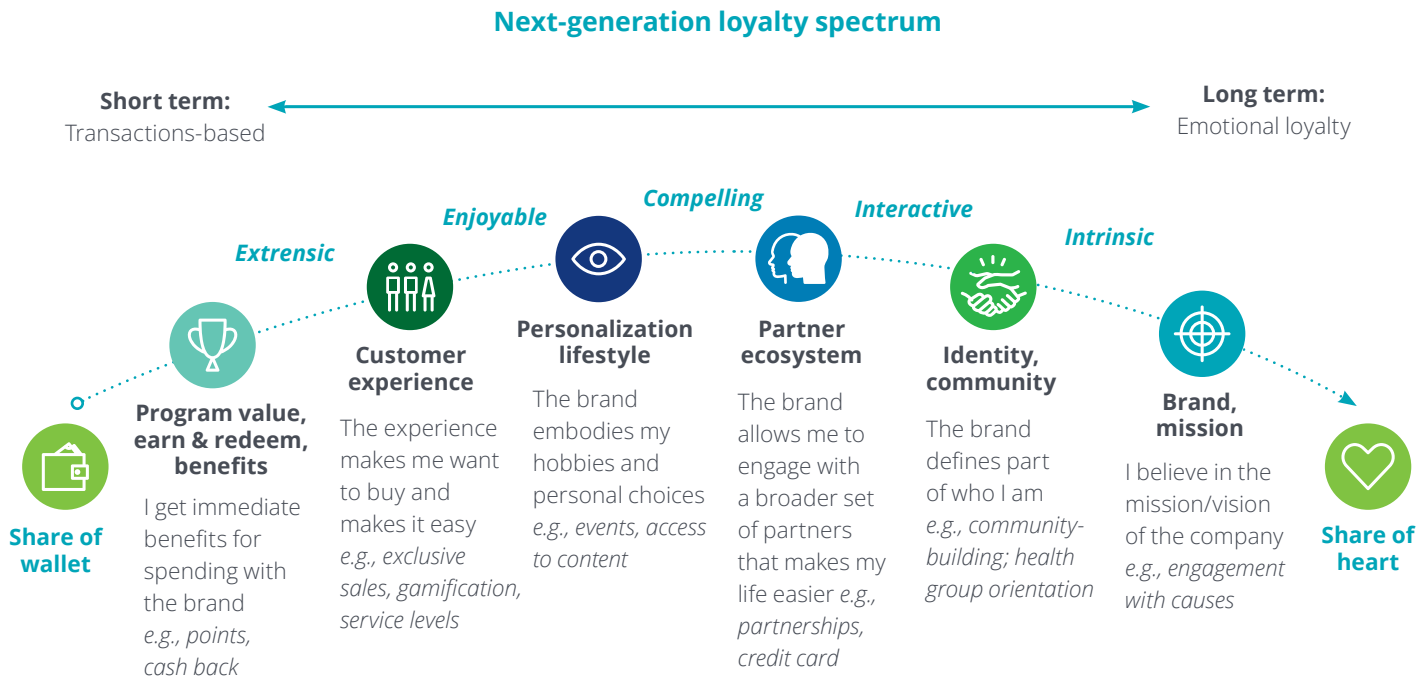 Next-generation loyalty spectrum
Short term:
Transactions-based
Long term:
Emotional loyalty
Extrensic
Enjoyable
Compelling
Interactive
Intrinsic
Share of
wallet
Program value,
earn & redeem,
benefits
I get immediate
benefits for
spending with
the brand
e.g., points,
cash back
Customer
experience
The experience
makes me want
to buy and
makes it easy
e.g., exclusive
sales, gamification,
service levels
Personalization
lifestyle
The brand
embodies my
hobbies and
personal choices
e.g., events, access
to content
Partner
ecosystem
The brand
allows me to
engage with
a broader set
of partners
that makes my
life easier e.g.,
partnerships,
credit card
Identity,
community
The brand
defines part
of who I am
e.g., community-
building; health
group orientation
Brand,
mission
I believe in the
mission/vision
of the company
e.g., engagement
with causes
Share of
heart